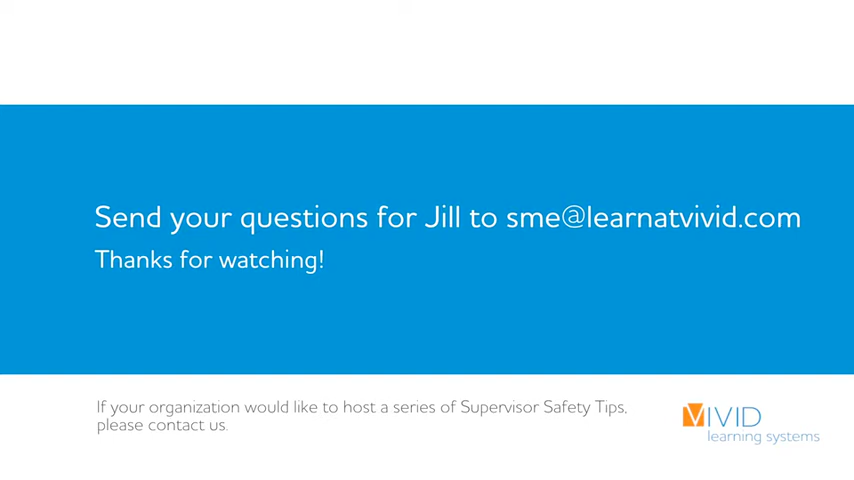 Send your questions for Jill to sme@learnatvivid.com
Thanks for watching!
If your organization would like to host a series of Supervisor Safety Tips,
please contact us.
VIVID
learning systems